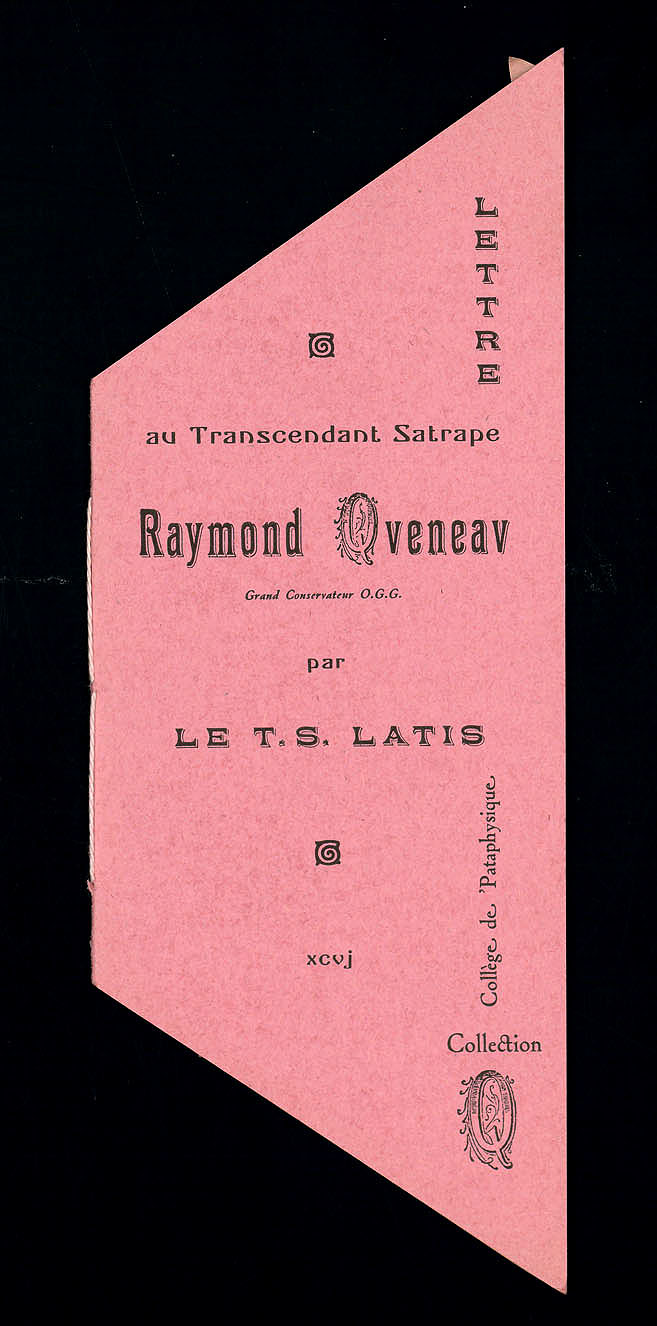 LETTRE
au Transcendant Satrape
Raymond Qveneav
Grand Conservateur O.G.G.
par
LE T.S. LATIS
xcvj
Collège de 'Pataphysique
Collection
Q